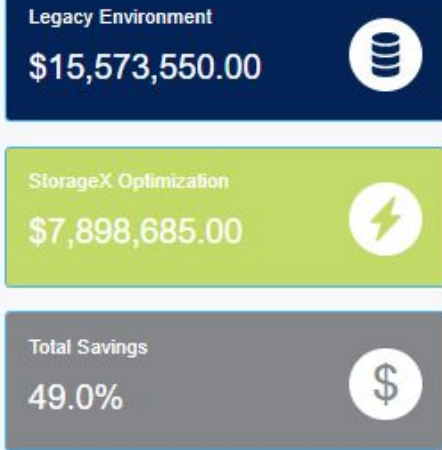 Legacy Environment
$15,573,550.00
StorageX Optimization
$7,898,685.00
Total Savings
49.0%
$